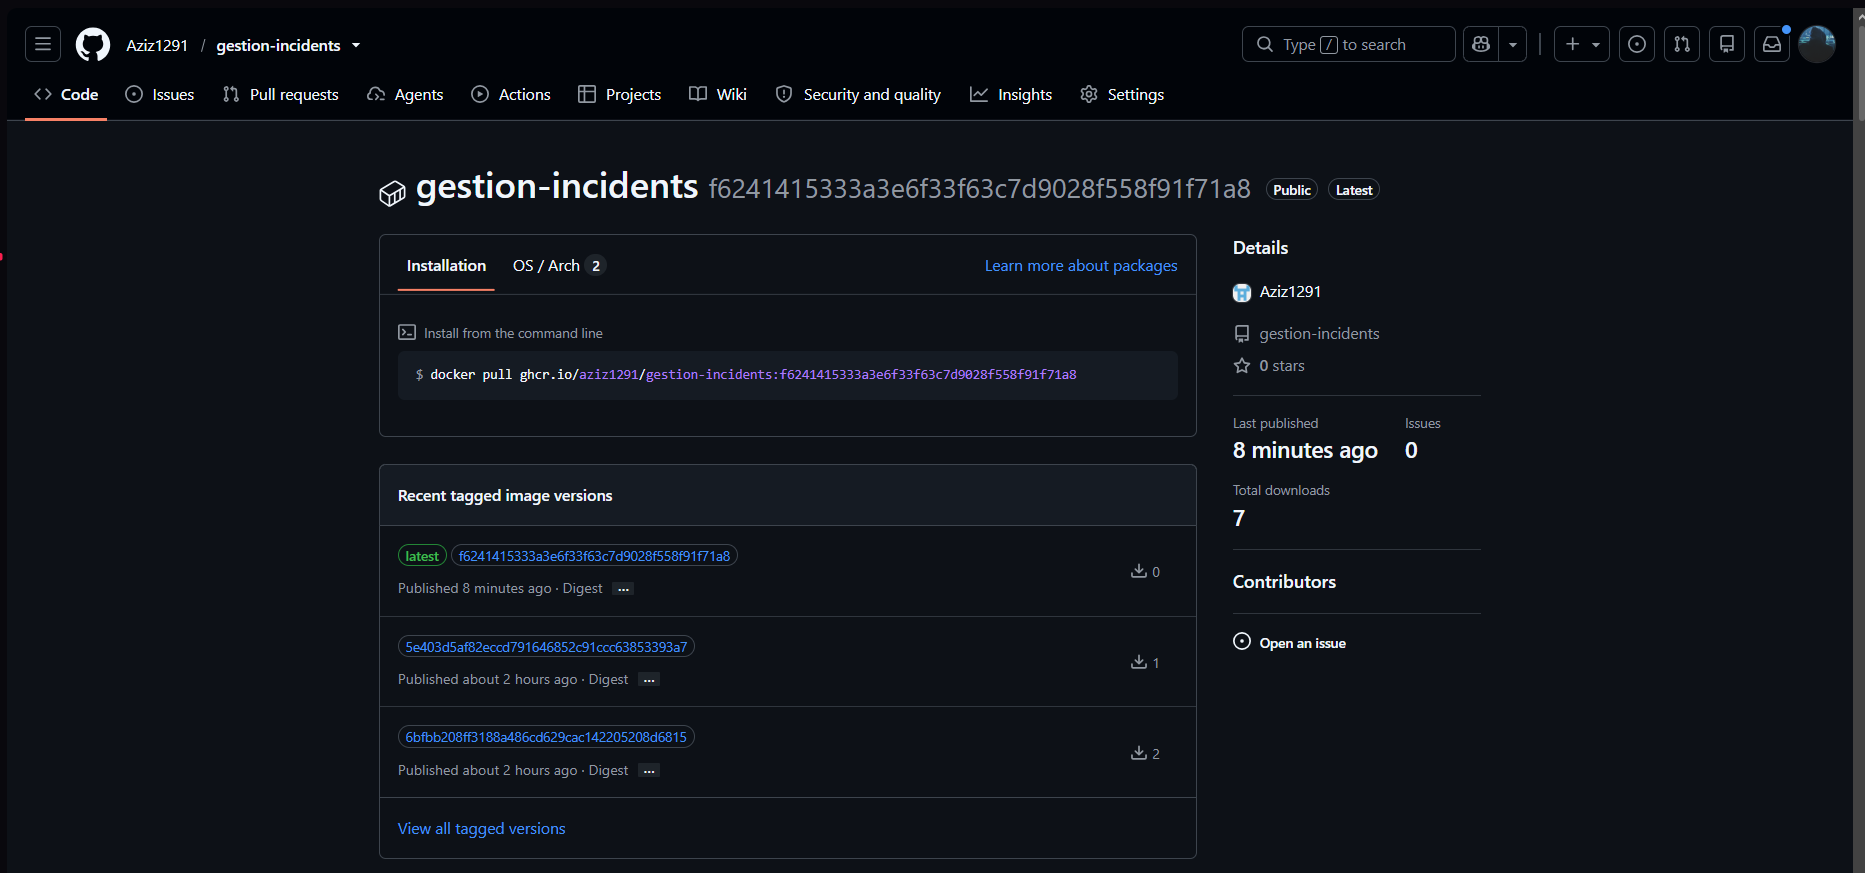 Aziz1291 / gestion-incidents
Type / to search
Code Issues Pull requests Agents Actions Projects Wiki Security and quality Insights Settings
gestion-incidents f6241415333a3e6f33f63c7d9028f558f91f71a8 Public Latest
Installation OS / Arch 2 Learn more about packages
Install from the command line
$ docker pull ghcr.io/aziz1291/gestion-incidents:f6241415333a3e6f33f63c7d9028f558f91f71a8
Recent tagged image versions
latest f6241415333a3e6f33f63c7d9028f558f91f71a8
Published 8 minutes ago · Digest ...
0
5e403d5af82eccd791646852c91ccc63853393a7
Published about 2 hours ago · Digest ...
1
6bfbb208ff3188a486cd629cac142205208d6815
Published about 2 hours ago · Digest ...
2
View all tagged versions
Details
Aziz1291
gestion-incidents
0 stars
Last published Issues
8 minutes ago 0
Total downloads
7
Contributors
Open an issue